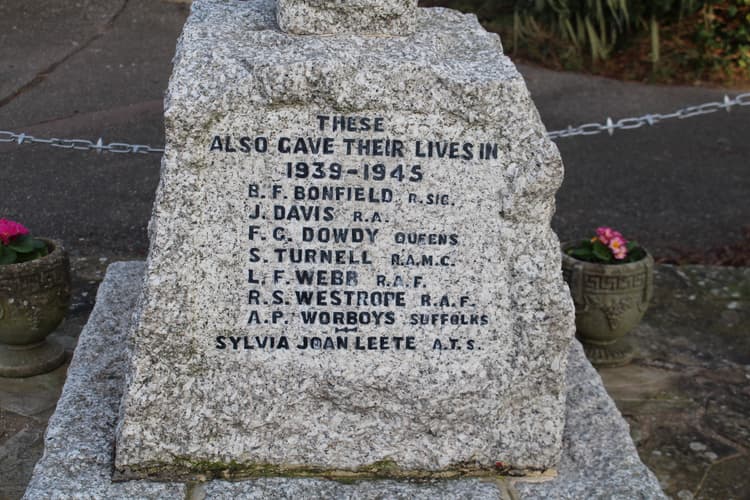 THESE
ALSO GAVE THEIR LIVES IN
1939-1945
B. F. BONFIELD R. SIG.
J. DAVIS R.A.
F. G. DOWDY QUEENS
S. TURNELL R.A.M.C.
L. F. WEBB R.A.F.
R.S. WESTROPE R.A.F.
A.P. WORBOYS SUFFOLKS
SYLVIA JOAN LEETE A.T.S.